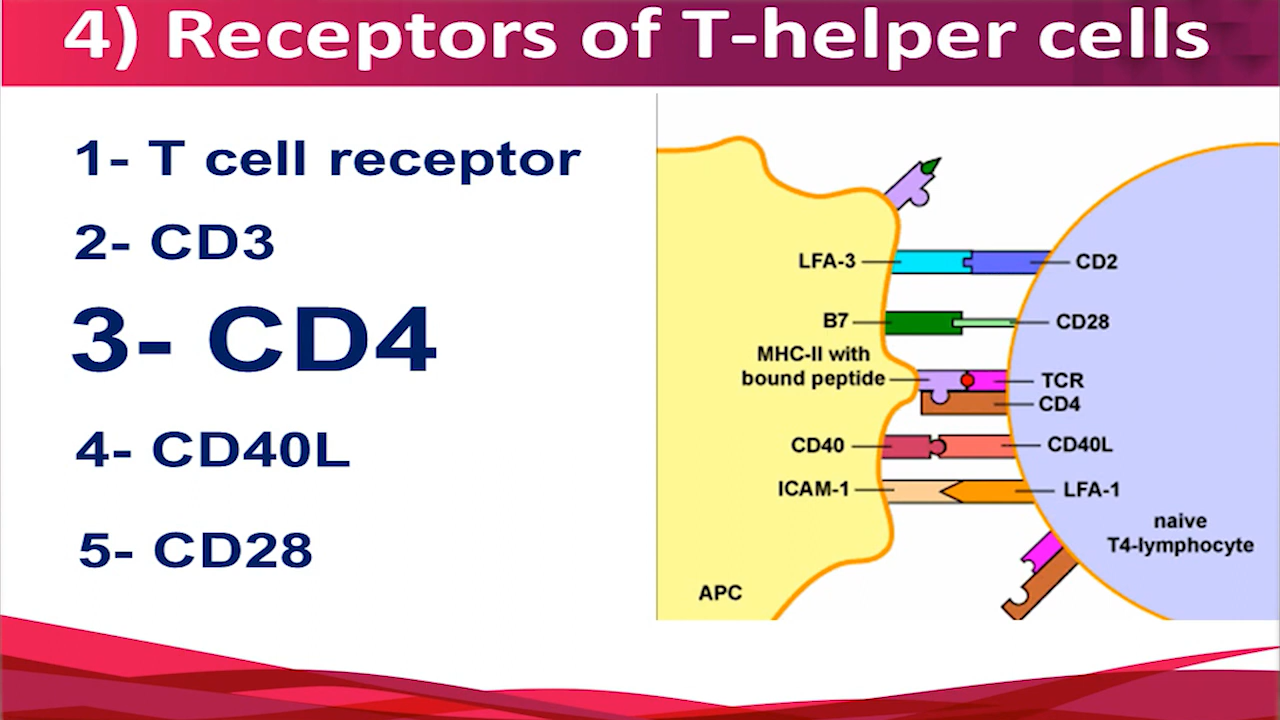 4) Receptors of T-helper cells
1- T cell receptor
2- CD3
3- CD4
4- CD40L
5- CD28
LFA-3
CD2
B7
CD28
MHC-II with
bound peptide
TCR
CD4
CD40
CD40L
ICAM-1
LFA-1
naive
T4-lymphocyte
APC